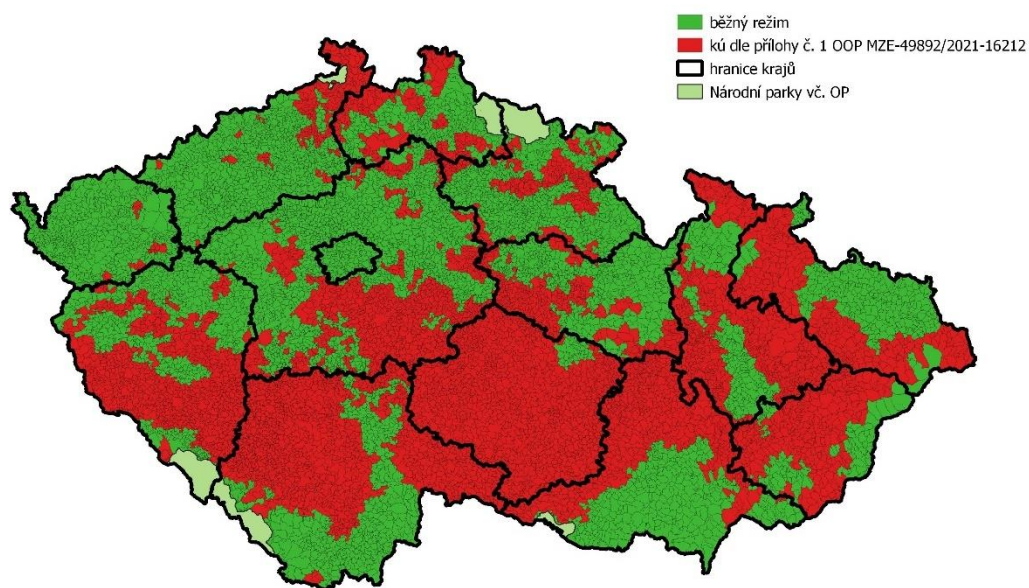 běžný režim
kú dle přílohy č. 1 OOP MZE-49892/2021-16212
hranice krajů
Národní parky vč. OP